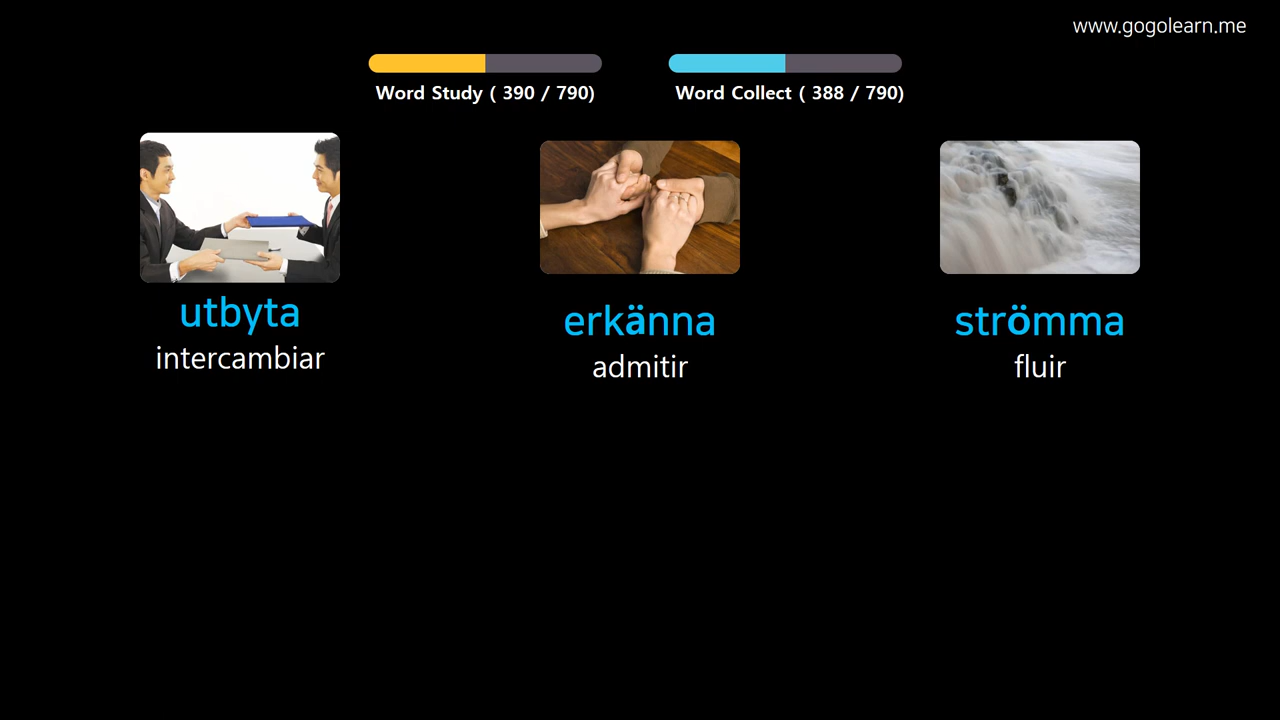 www.gogolearn.me
Word Study ( 390 / 790)
Word Collect ( 388 / 790)
utbyta
intercambiar
erkänna
admitir
strömma
fluir